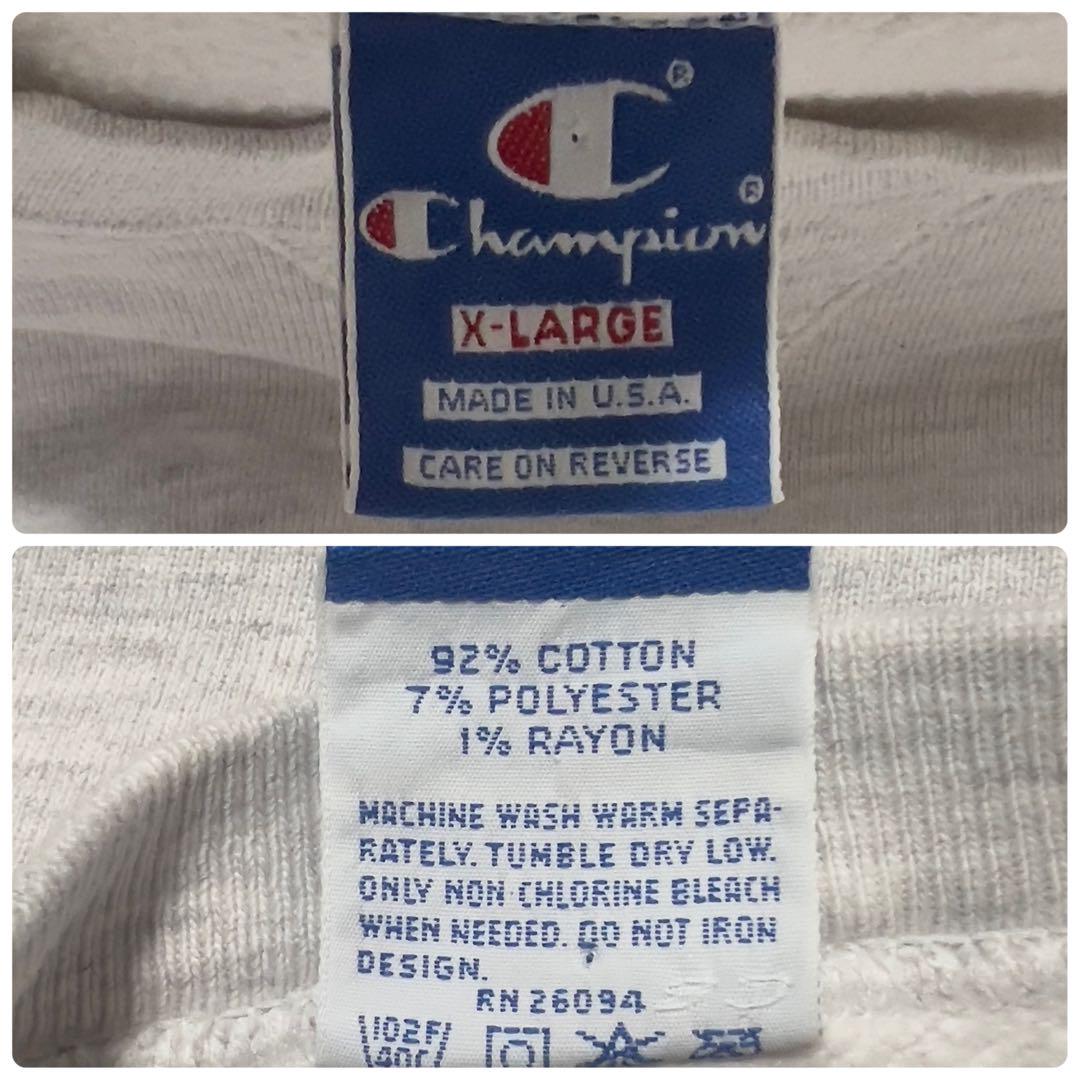 C®
Champion®
X-LARGE
MADE IN U.S.A.
CARE ON REVERSE
92% COTTON
7% POLYESTER
1% RAYON
MACHINE WASH WARM SEPA-
RATELY. TUMBLE DRY LOW.
ONLY NON-CHLORINE BLEACH
WHEN NEEDED. DO NOT IRON
DESIGN.
RN 26094
102F/
40C/